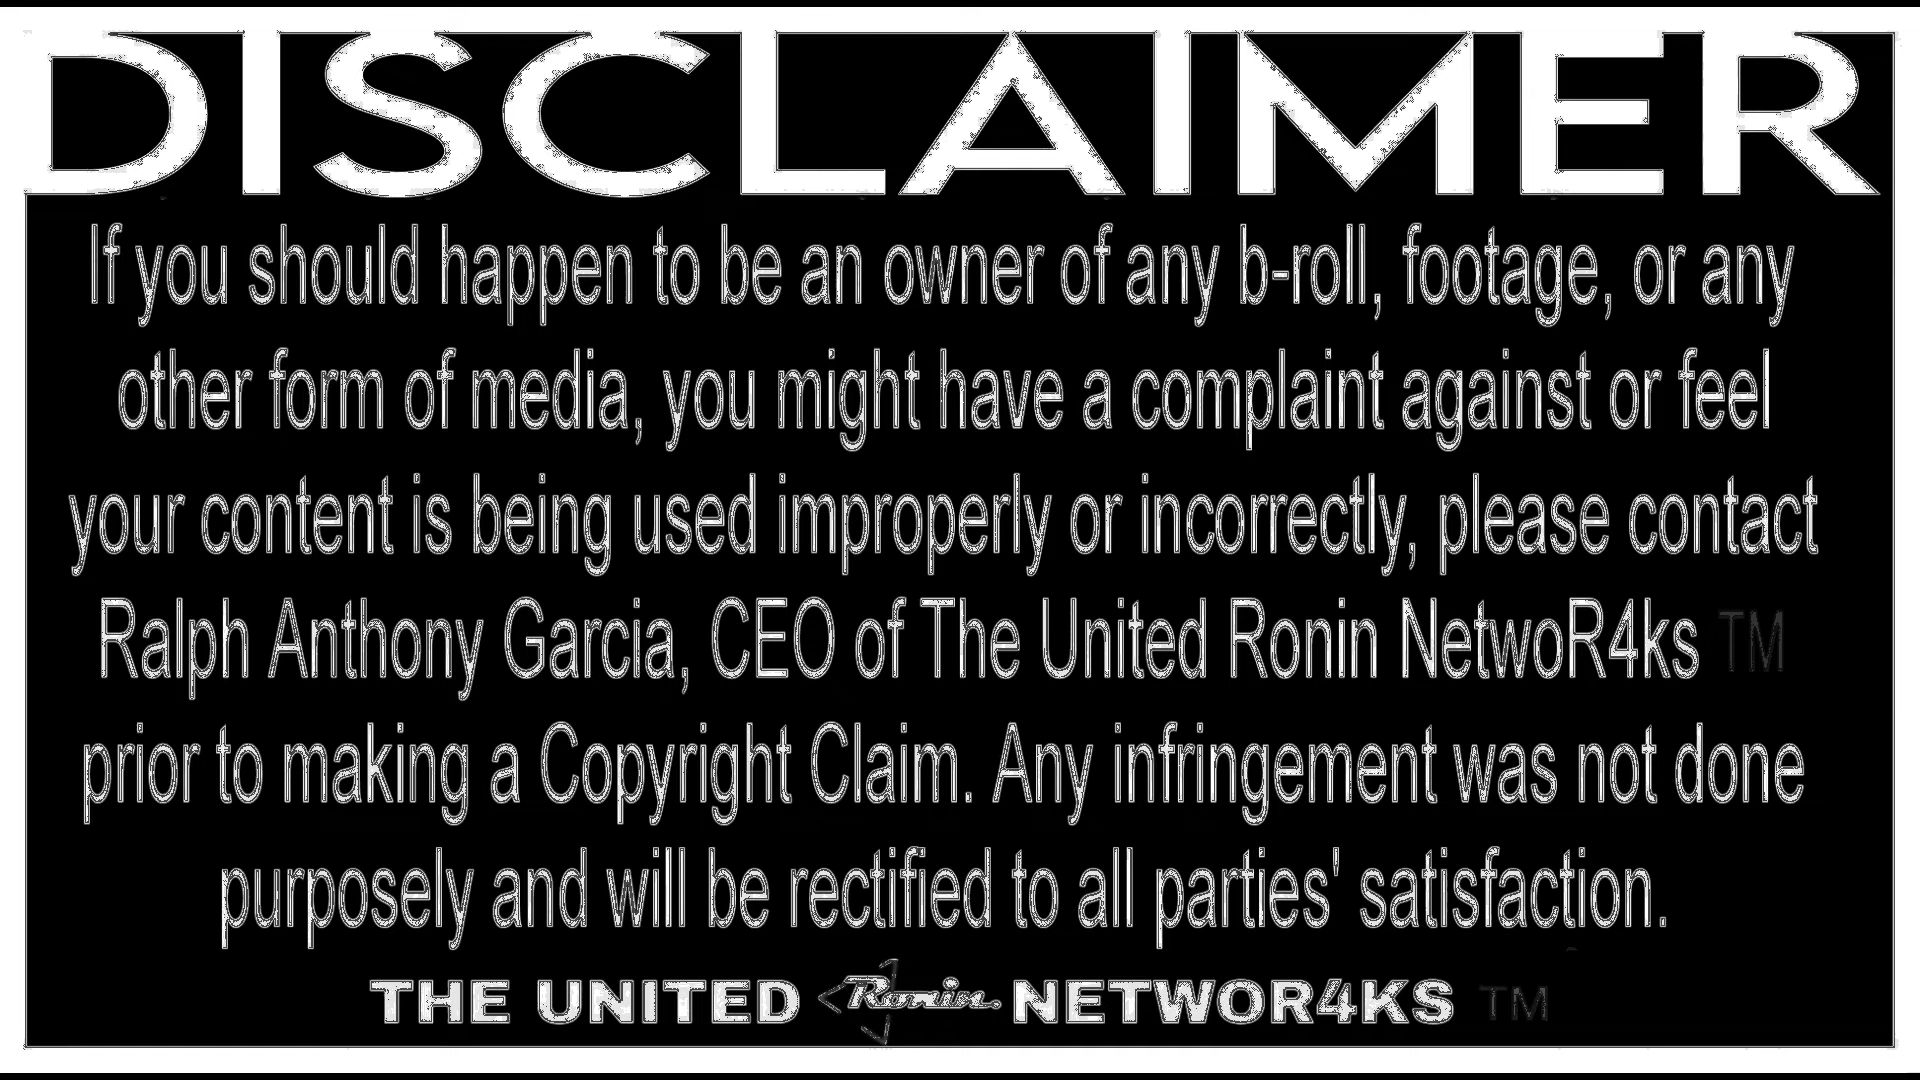 DISCLAIMER
If you should happen to be an owner of any b-roll, footage, or any
other form of media, you might have a complaint against or feel
your content is being used improperly or incorrectly, please contact
Ralph Anthony Garcia, CEO of The United Ronin NetwoR4ks TM
prior to making a Copyright Claim. Any infringement was not done
purposely and will be rectified to all parties' satisfaction.
THE UNITED Ronin. NETWOR4KS TM